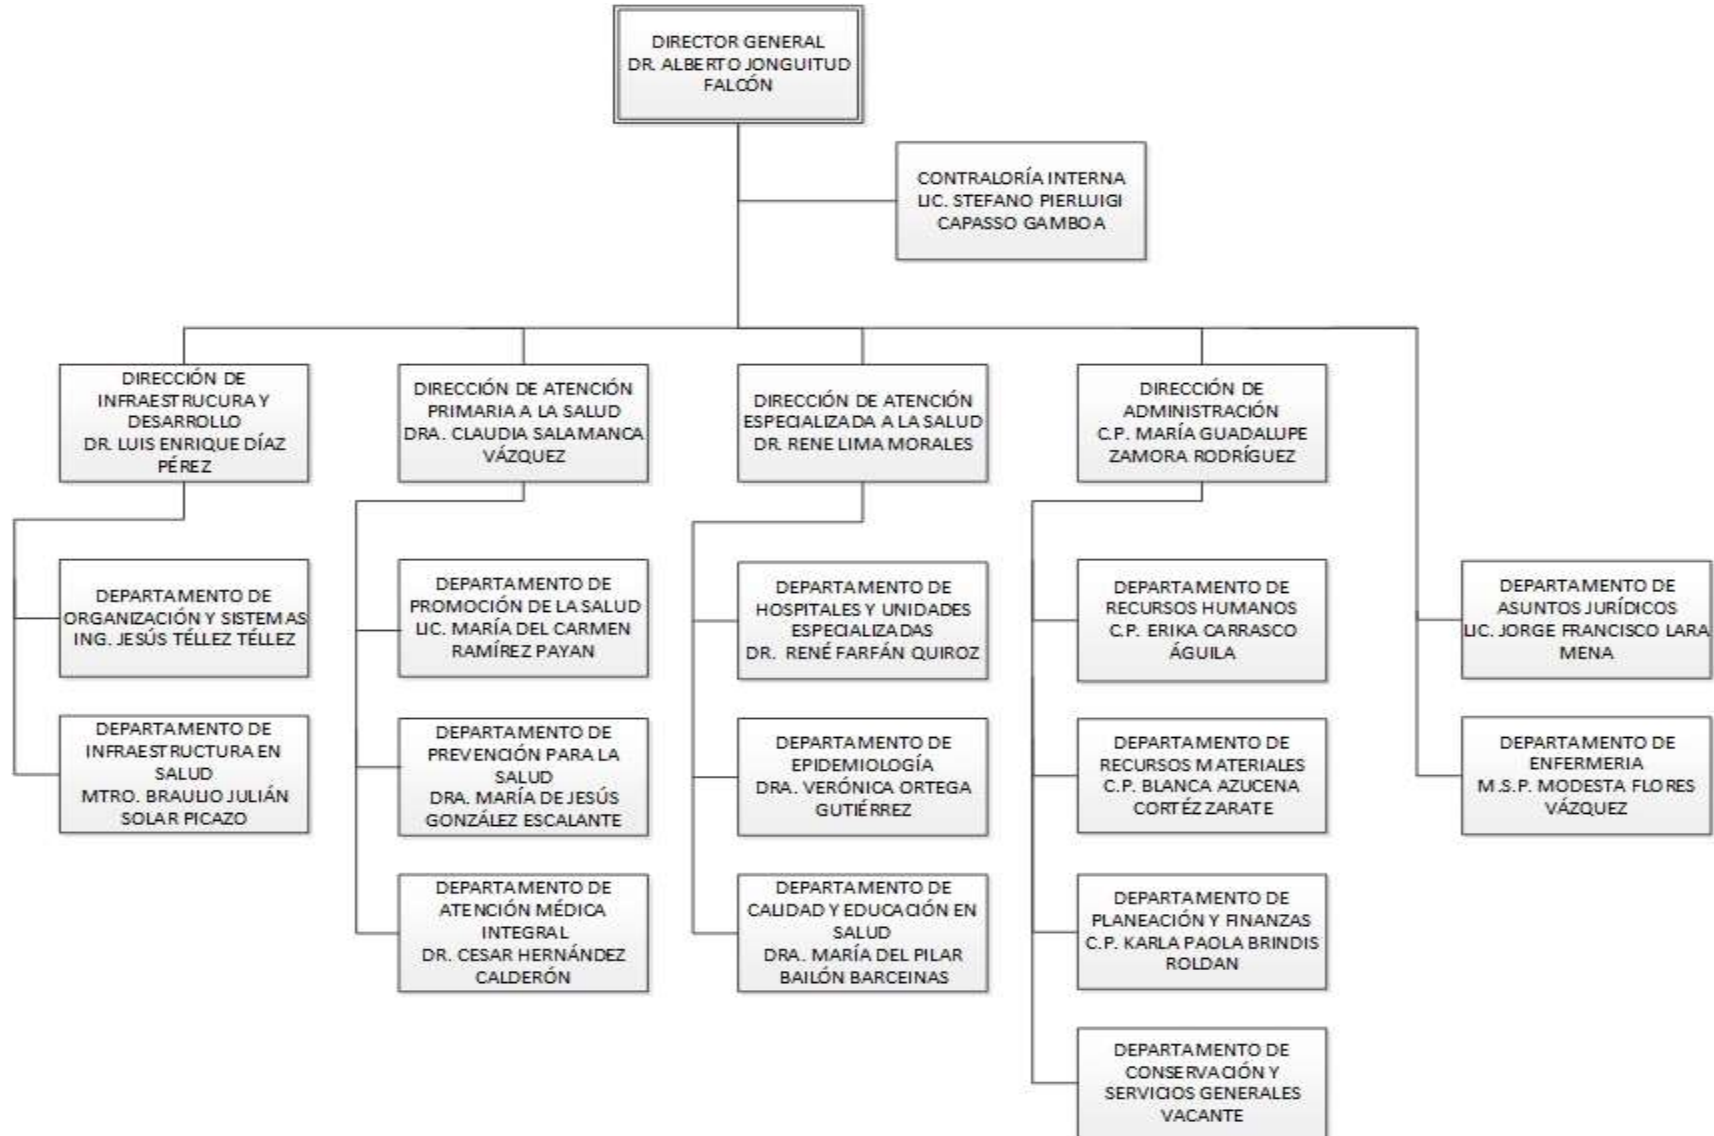 DIRECTOR GENERAL
DR. ALBERTO JONGUITUD
FALCÓN
CONTRALORÍA INTERNA
LIC. STEFANO PIERLUIGI
CAPASSO GAMBOA
DIRECCIÓN DE
INFRAESTRUCURA Y
DESARROLLO
DR. LUIS ENRIQUE DÍAZ
PÉREZ
DIRECCIÓN DE ATENCIÓN
PRIMARIA A LA SALUD
DRA. CLAUDIA SALAMANCA
VÁZQUEZ
DIRECCIÓN DE ATENCIÓN
ESPECIALIZADA A LA SALUD
DR. RENE LIMA MORALES
DIRECCIÓN DE
ADMINISTRACIÓN
C.P. MARÍA GUADALUPE
ZAMORA RODRÍGUEZ
DEPARTAMENTO DE
ORGANIZACIÓN Y SISTEMAS
ING. JESÚS TÉLLEZ TÉLLEZ
DEPARTAMENTO DE
PROMOCIÓN DE LA SALUD
LIC. MARÍA DEL CARMEN
RAMÍREZ PAYAN
DEPARTAMENTO DE
HOSPITALES Y UNIDADES
ESPECIALIZADAS
DR. RENÉ FARFÁN QUIROZ
DEPARTAMENTO DE
RECURSOS HUMANOS
C.P. ERIKA CARRASCO
ÁGUILA
DEPARTAMENTO DE
ASUNTOS JURÍDICOS
LIC. JORGE FRANCISCO LARA
MENA
DEPARTAMENTO DE
INFRAESTRUCTURA EN
SALUD
MTRO. BRAULIO JULIÁN
SOLAR PICAZO
DEPARTAMENTO DE
PREVENCIÓN PARA LA
SALUD
DRA. MARÍA DE JESÚS
GONZÁLEZ ESCALANTE
DEPARTAMENTO DE
EPIDEMIOLOGÍA
DRA. VERÓNICA ORTEGA
GUTIÉRREZ
DEPARTAMENTO DE
RECURSOS MATERIALES
C.P. BLANCA AZUCENA
CORTÉZ ZARATE
DEPARTAMENTO DE
ENFERMERIA
M.S.P. MODESTA FLORES
VÁZQUEZ
DEPARTAMENTO DE
ATENCIÓN MÉDICA
INTEGRAL
DR. CESAR HERNÁNDEZ
CALDERÓN
DEPARTAMENTO DE
CALIDAD Y EDUCACIÓN EN
SALUD
DRA. MARÍA DEL PILAR
BAILÓN BARCEINAS
DEPARTAMENTO DE
PLANEACIÓN Y FINANZAS
C.P. KARLA PAOLA BRINDIS
ROLDAN
DEPARTAMENTO DE
CONSERVACIÓN Y
SERVICIOS GENERALES
VACANTE